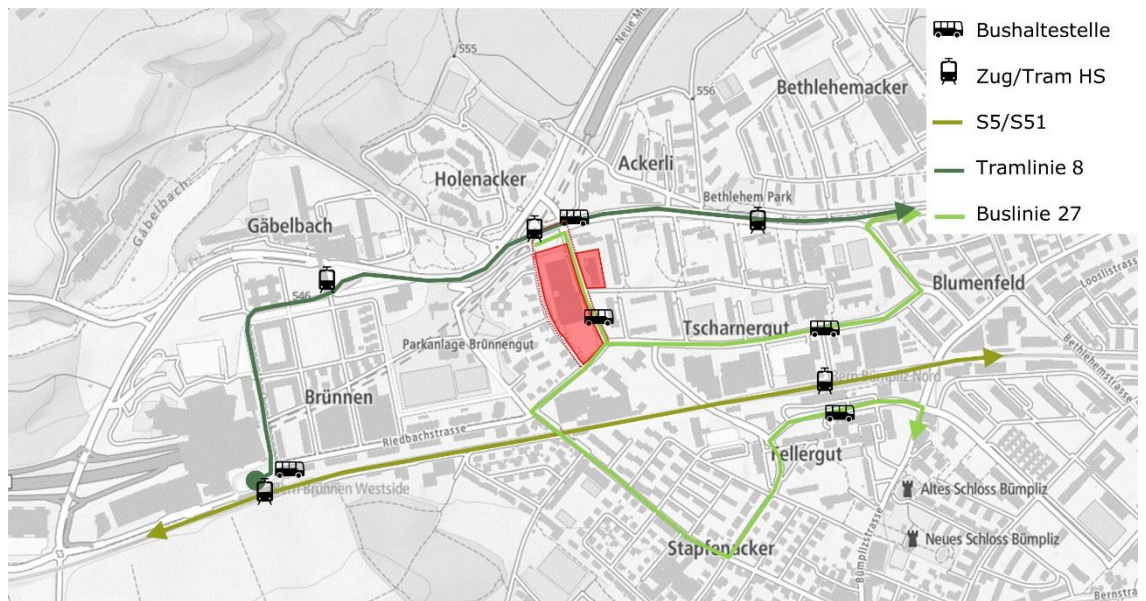 Bushaltestelle
Zug/Tram HS
S5/S51
Tramlinie 8
Buslinie 27
555
556
Bethlehemacker
Ackerli
Holenacker
Bethlehem Park
Gäbelbach
Gäbelbach
546
Blumenfeld
Looslistrasse
Tscharnergut
Parkanlage Brünnengut
Bethlehemstrasse
Bern Bümpliz Nord
Brünnen
Riedbachstrasse
Fellergut
Brünnen Westside
Altes Schloss Bümpliz
Neues Schloss Bümpliz
Stapfenacker
Bümplizstrasse
Bernstr